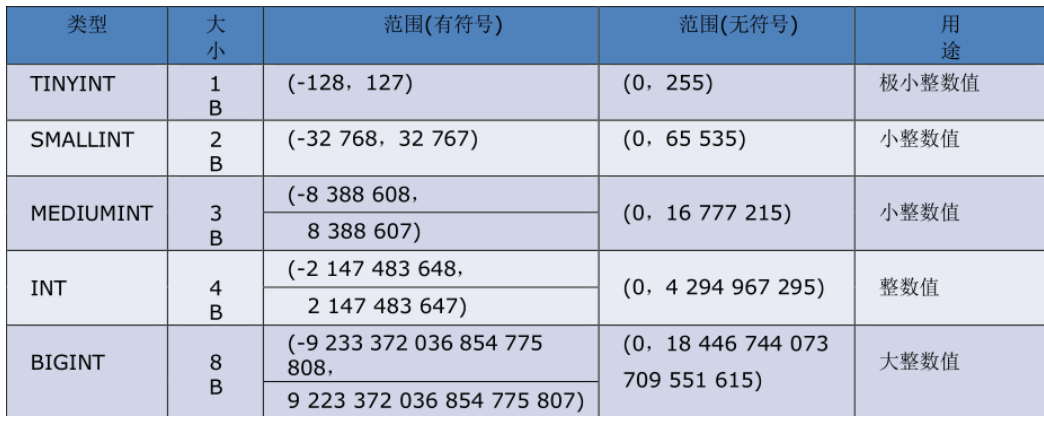 类型 大 范围(有符号) 范围(无符号) 用
小 途
TINYINT 1 (-128，127) (0，255) 极小整数值
B
SMALLINT 2 (-32 768，32 767) (0，65 535) 小整数值
B
(-8 388 608，
MEDIUMINT 3 (0，16 777 215) 小整数值
B 8 388 607)
(-2 147 483 648，
INT 4 (0，4 294 967 295) 整数值
B 2 147 483 647)
(-9 233 372 036 854 775 (0，18 446 744 073
BIGINT 8 808， 709 551 615) 大整数值
B 9 223 372 036 854 775 807)